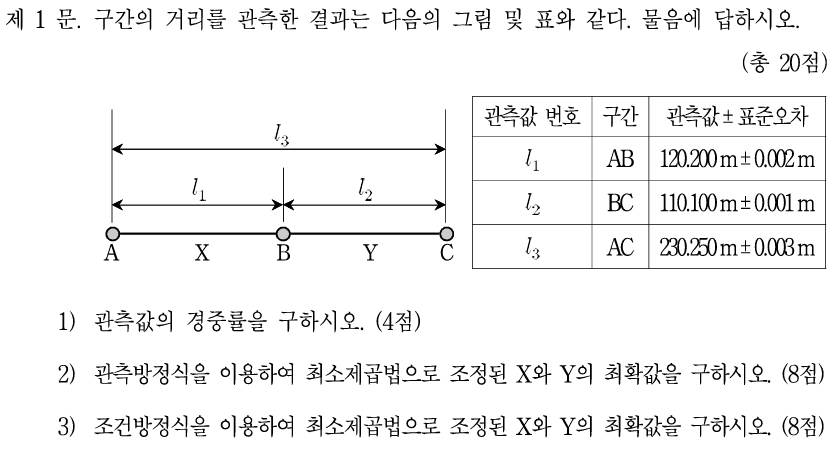 제 1 문. 구간의 거리를 관측한 결과는 다음의 그림 및 표와 같다. 물음에 답하시오.
(총 20점)
l₃
l₁ l₂
A X B Y C
관측값 번호 구간 관측값 ± 표준오차
l₁ AB 120.200 m ± 0.002 m
l₂ BC 110.100 m ± 0.001 m
l₃ AC 230.250 m ± 0.003 m
1) 관측값의 경중률을 구하시오. (4점)
2) 관측방정식을 이용하여 최소제곱법으로 조정된 X와 Y의 최확값을 구하시오. (8점)
3) 조건방정식을 이용하여 최소제곱법으로 조정된 X와 Y의 최확값을 구하시오. (8점)